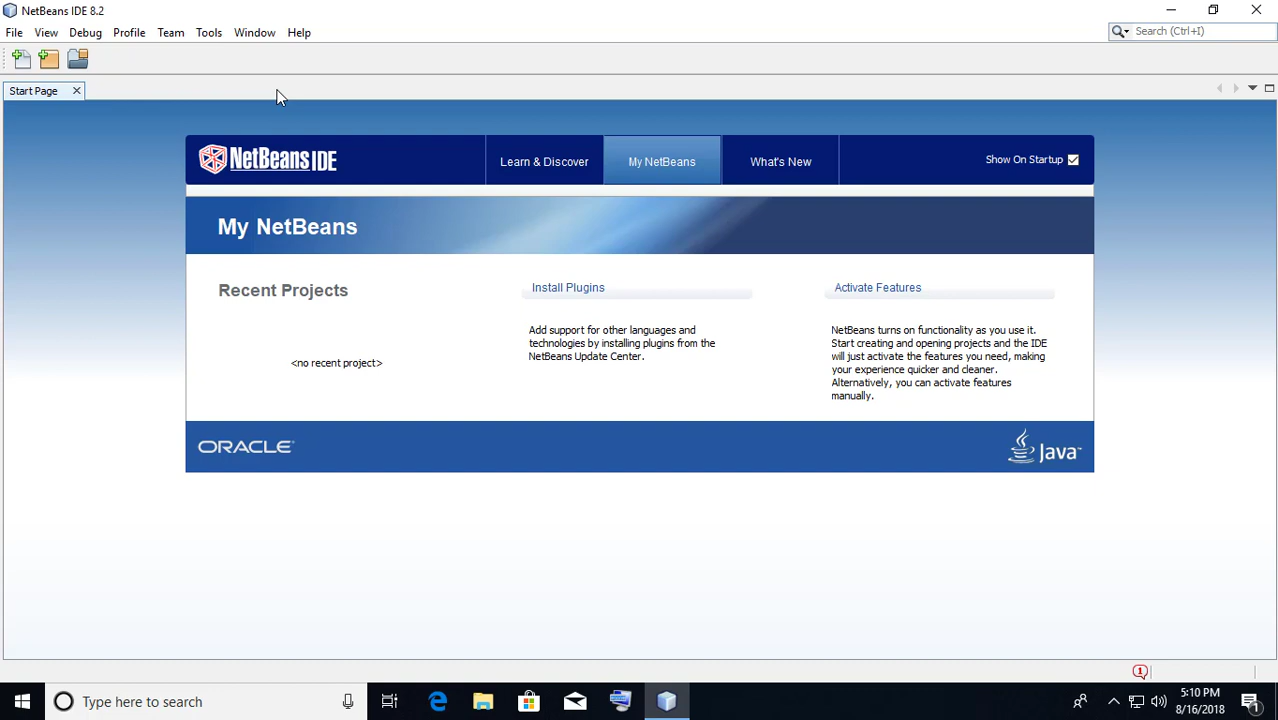 NetBeans IDE 8.2
File View Debug Profile Team Tools Window Help
Search (Ctrl+I)
Start Page
NetBeans IDE
Learn & Discover
My NetBeans
What's New
Show On Startup
My NetBeans
Recent Projects
<no recent project>
Install Plugins
Add support for other languages and
technologies by installing plugins from the
NetBeans Update Center.
Activate Features
NetBeans turns on functionality as you use it.
Start creating and opening projects and the IDE
will just activate the features you need, making
your experience quicker and cleaner.
Alternatively, you can activate features
manually.
ORACLE
Java™
1
Type here to search
5:10 PM
8/16/2018
1